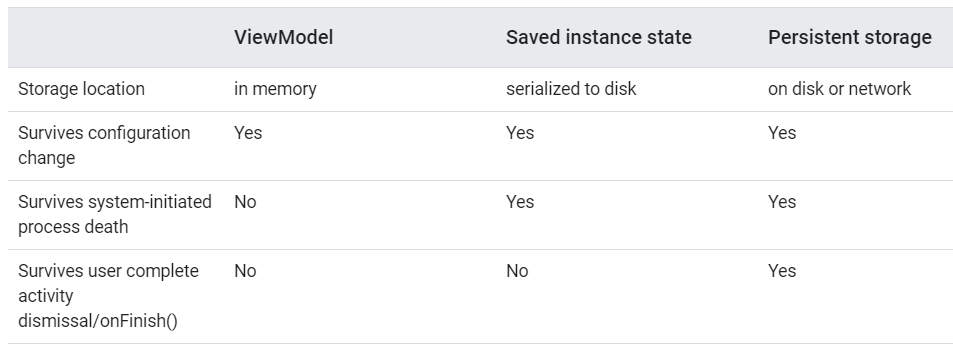 ViewModel Saved instance state Persistent storage
Storage location in memory serialized to disk on disk or network
Survives configuration Yes Yes Yes
change
Survives system-initiated No Yes Yes
process death
Survives user complete No No Yes
activity
dismissal/onFinish()